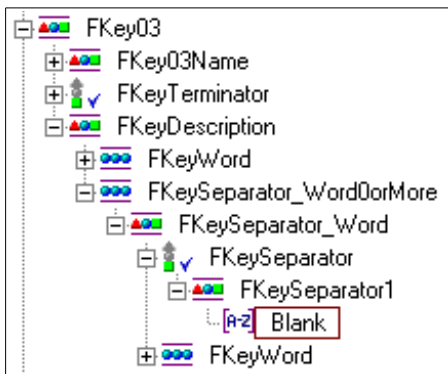 FKey03
FKey03Name
FKeyTerminator
FKeyDescription
FKeyWord
FKeySeparator_Word0orMore
FKeySeparator_Word
FKeySeparator
FKeySeparator1
[A-Z] Blank
FKeyWord